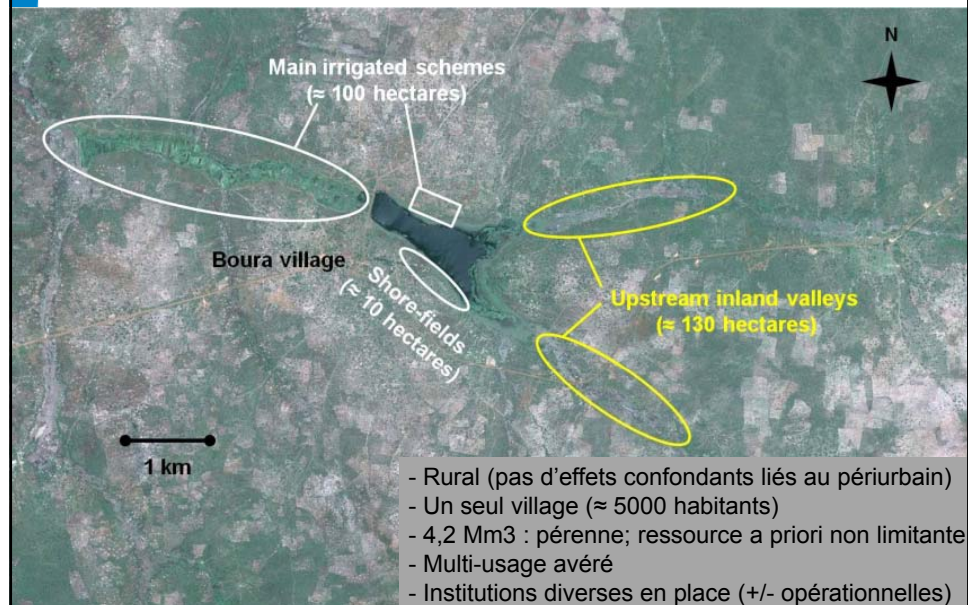 N
Main irrigated schemes
(≈ 100 hectares)
Boura village
Shore-fields
(≈ 10 hectares)
Upstream inland valleys
(≈ 130 hectares)
1 km
- Rural (pas d’effets confondants liés au périurbain)
- Un seul village (≈ 5000 habitants)
- 4,2 Mm3 : pérenne; ressource a priori non limitante
- Multi-usage avéré
- Institutions diverses en place (+/- opérationnelles)